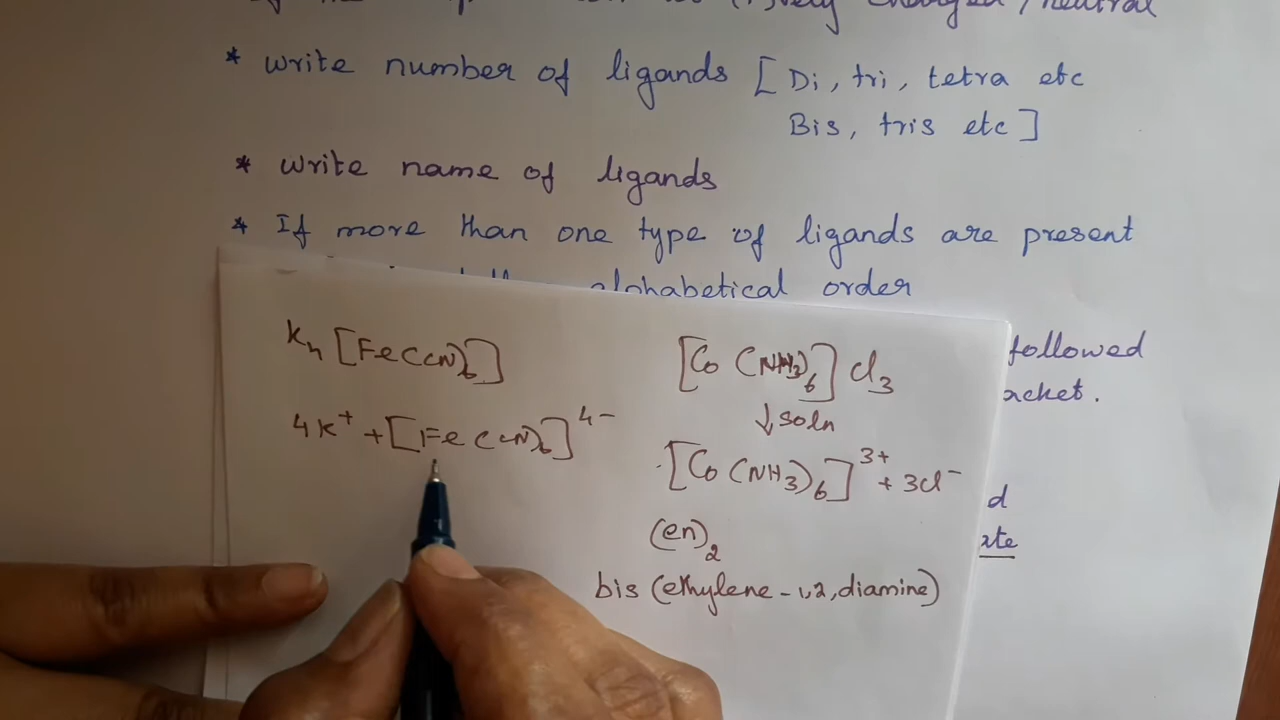 charged / neutral
* write number of ligands [Di, tri, tetra etc
Bis, tris etc]
* write name of ligands
* If more than one type of ligands are present
alphabetical order
followed
K₄[Fe(CN)₆]
[Co(NH₃)₆]Cl₃
4K⁺ + [Fe(CN)₆]⁴⁻
↓ soln
[Co(NH₃)₆]³⁺ + 3Cl⁻
(en)₂
bis (ethylene - 1,2, diamine)